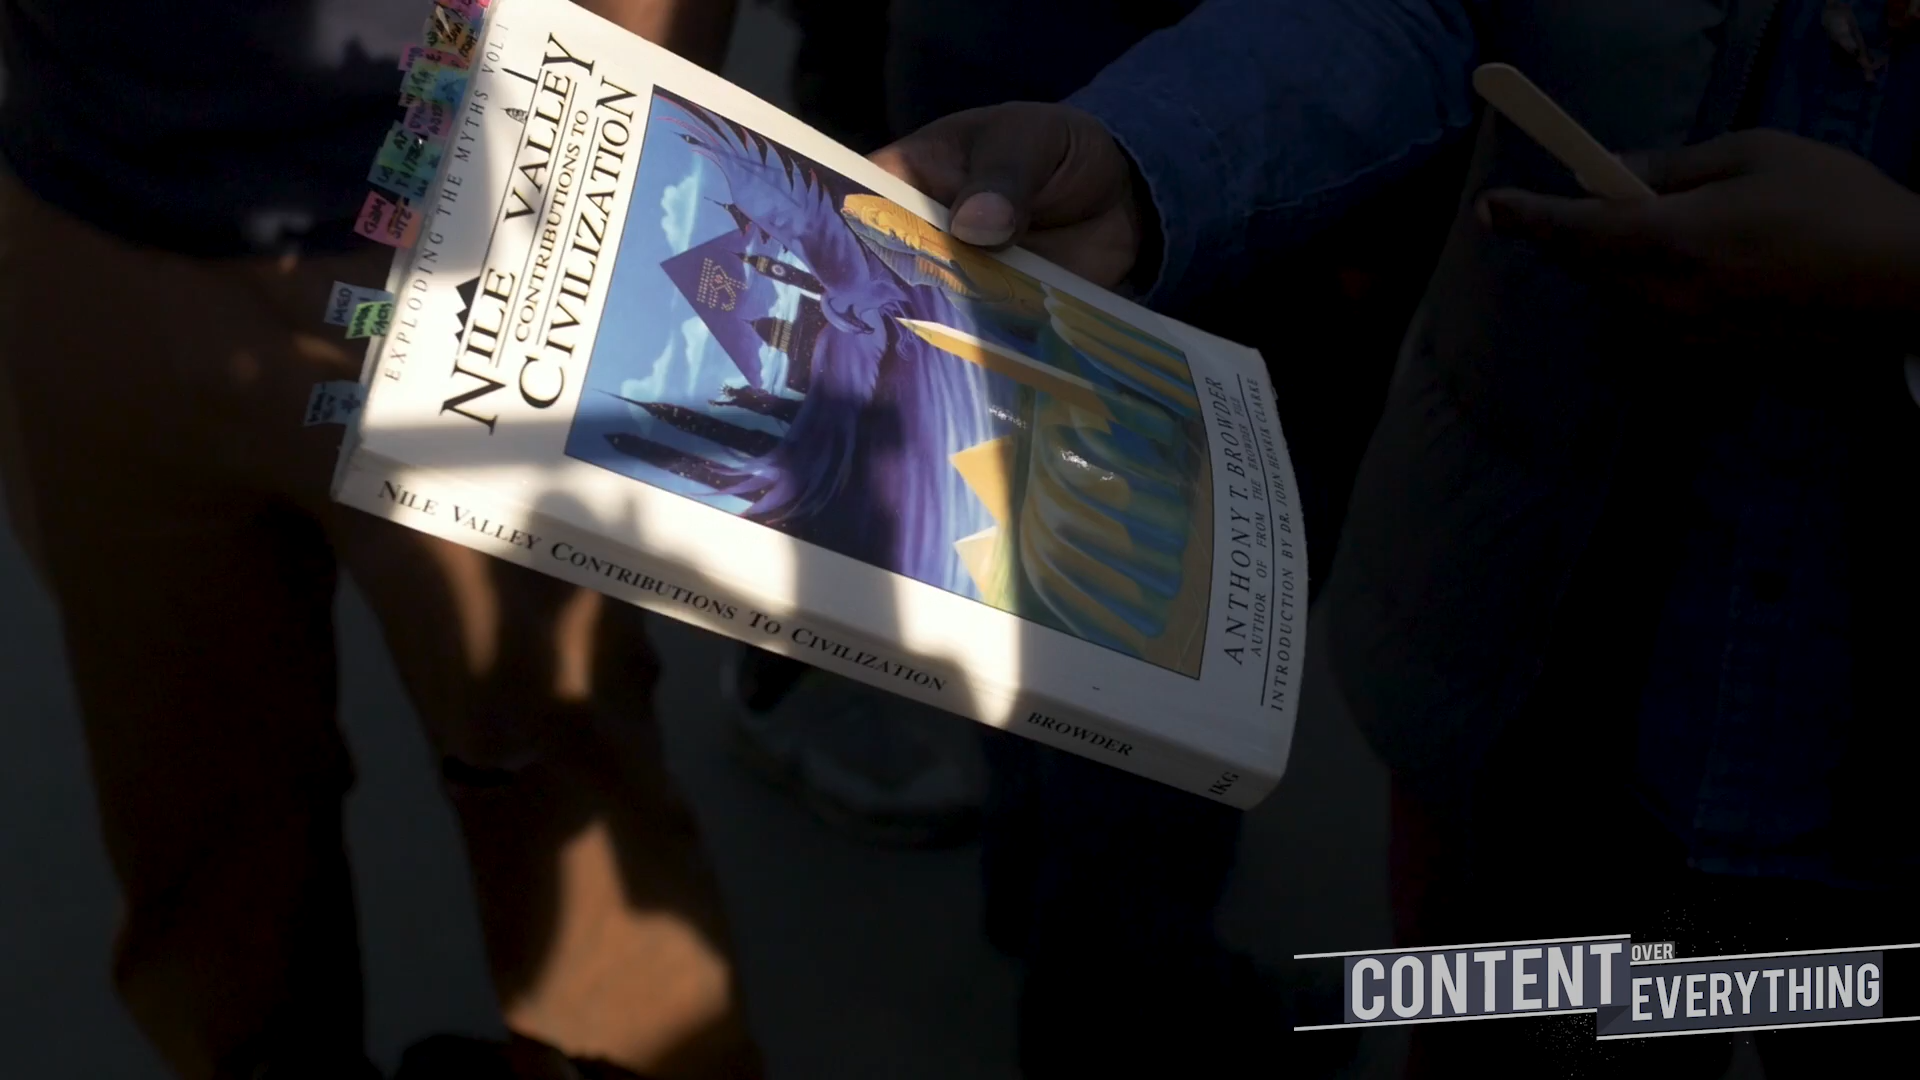 EXPLODING THE MYTHS VOL 1
NILE VALLEY
CONTRIBUTIONS TO
CIVILIZATION
ANTHONY T. BROWDER
AUTHOR OF FROM THE BROWDER FILE
INTRODUCTION BY DR. JOHN HENRIK CLARKE
NILE VALLEY CONTRIBUTIONS TO CIVILIZATION BROWDER IKG
CONTENT OVER EVERYTHING